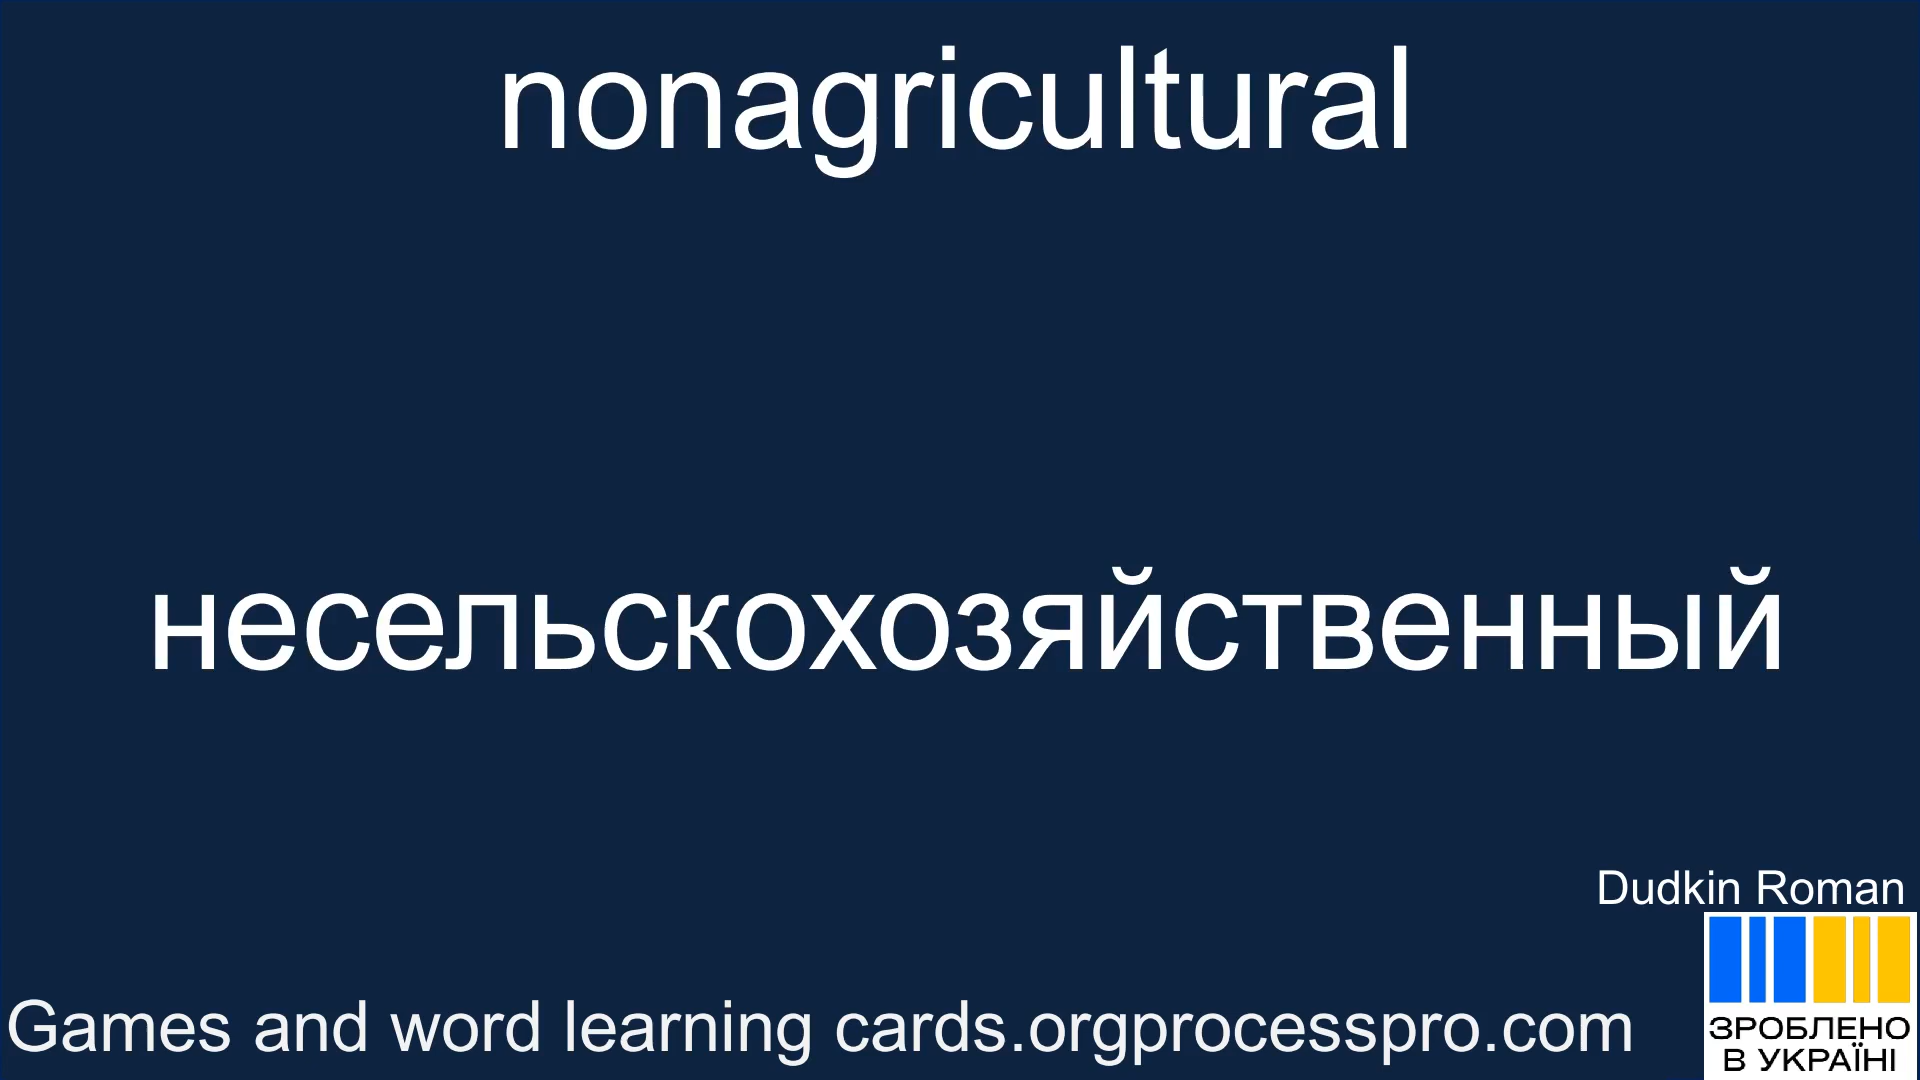 nonagricultural
несельскохозяйственный
Dudkin Roman
Games and word learning cards.orgprocesspro.com
ЗРОБЛЕНО
В УКРАЇНІ